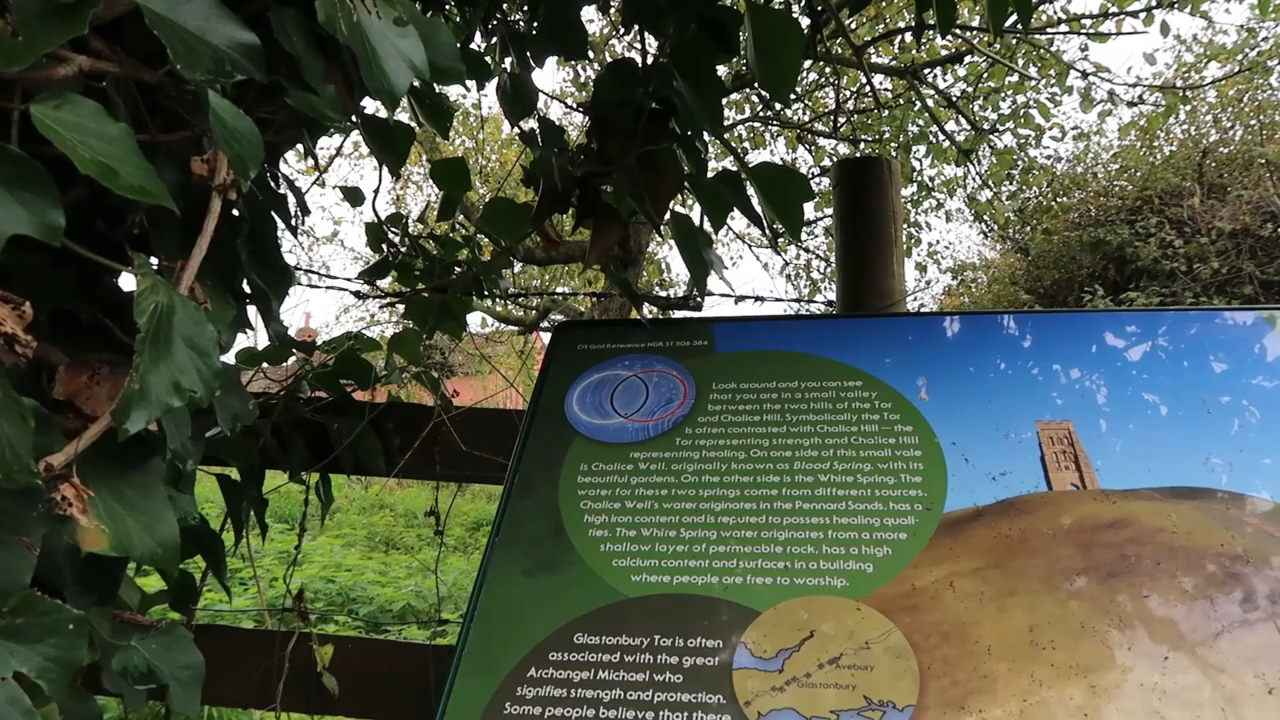 OS Grid Reference NGR ST 506 384
Look around and you can see
that you are in a small valley
between the two hills of the Tor
and Chalice Hill. Symbolically the Tor
is often contrasted with Chalice Hill — the
Tor representing strength and Chalice Hill
representing healing. On one side of this small vale
is Chalice Well, originally known as Blood Spring, with its
beautiful gardens. On the other side is the White Spring. The
water for these two springs come from different sources.
Chalice Well's water originates in the Pennard Sands, has a
high iron content and is reputed to possess healing quali-
ties. The White Spring water originates from a more
shallow layer of permeable rock, has a high
calcium content and surfaces in a building
where people are free to worship.
Glastonbury Tor is often
associated with the great
Archangel Michael who
signifies strength and protection.
Some people believe that there
Avebury
Glastonbury